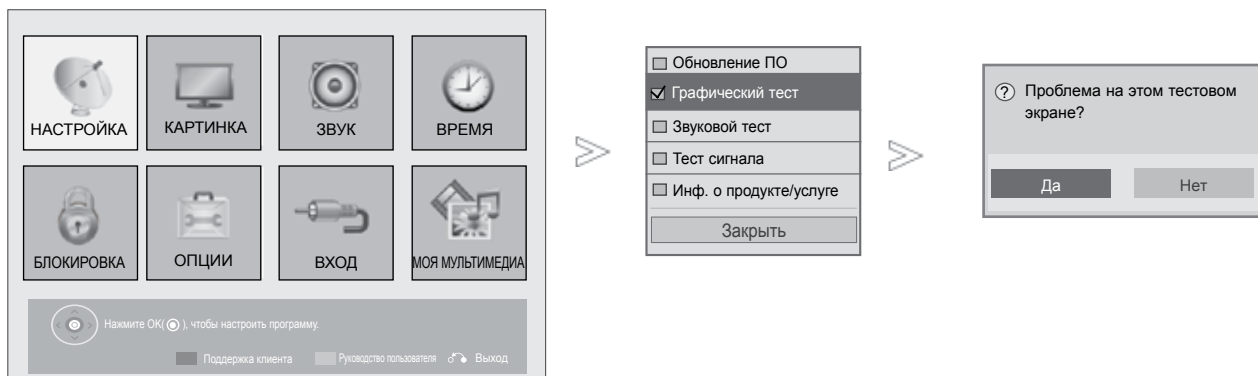 НАСТРОЙКА
КАРТИНКА
ЗВУК
ВРЕМЯ
БЛОКИРОВКА
ОПЦИИ
ВХОД
МОЯ МУЛЬТИМЕДИА
Нажмите OK( ), чтобы настроить программу.
Поддержка клиента
Руководство пользователя
Выход
Обновление ПО
Графический тест
Звуковой тест
Тест сигнала
Инф. о продукте/услуге
Закрыть
? Проблема на этом тестовом
экране?
Да
Нет